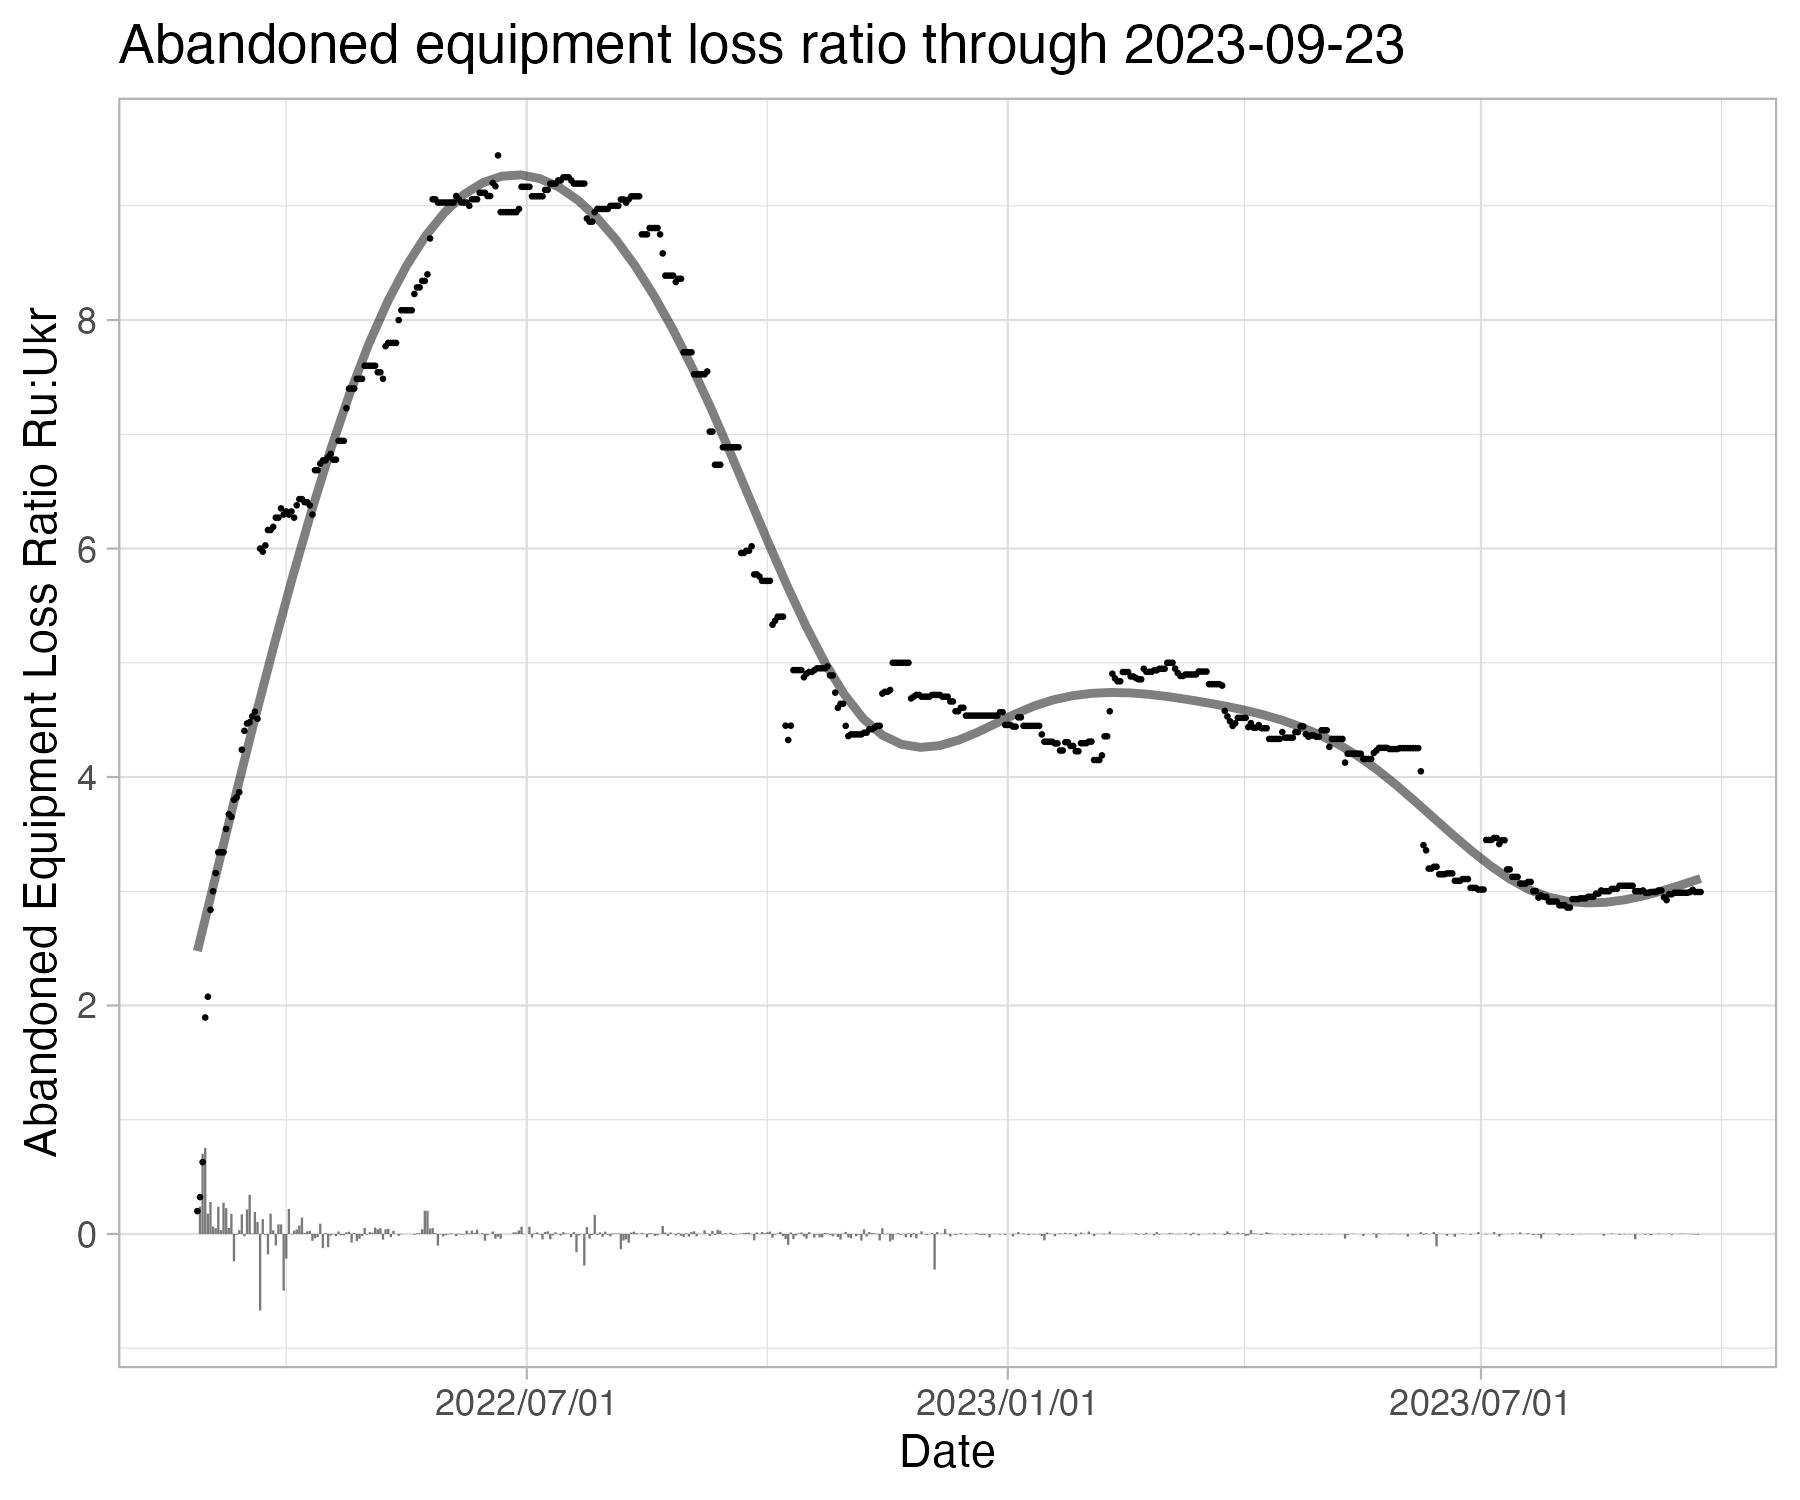 Abandoned equipment loss ratio through 2023-09-23
Abandoned Equipment Loss Ratio Ru:Ukr
8
6
4
2
0
2022/07/01
2023/01/01
2023/07/01
Date